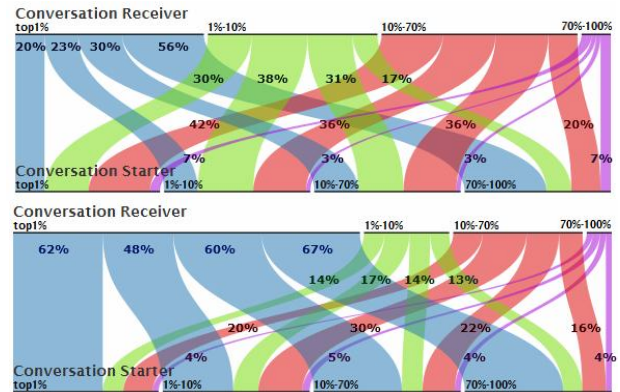 Conversation Receiver
top1% 1%-10% 10%-70% 70%-100%
20% 23% 30% 56%
30% 38% 31% 17%
42% 36% 36% 20%
7% 3% 3% 7%
Conversation Starter
top1% 1%-10% 10%-70% 70%-100%
Conversation Receiver
top1% 1%-10% 10%-70% 70%-100%
62% 48% 60% 67%
14% 17% 14% 13%
20% 30% 22% 16%
4% 5% 4% 4%
Conversation Starter
top1% 1%-10% 10%-70% 70%-100%